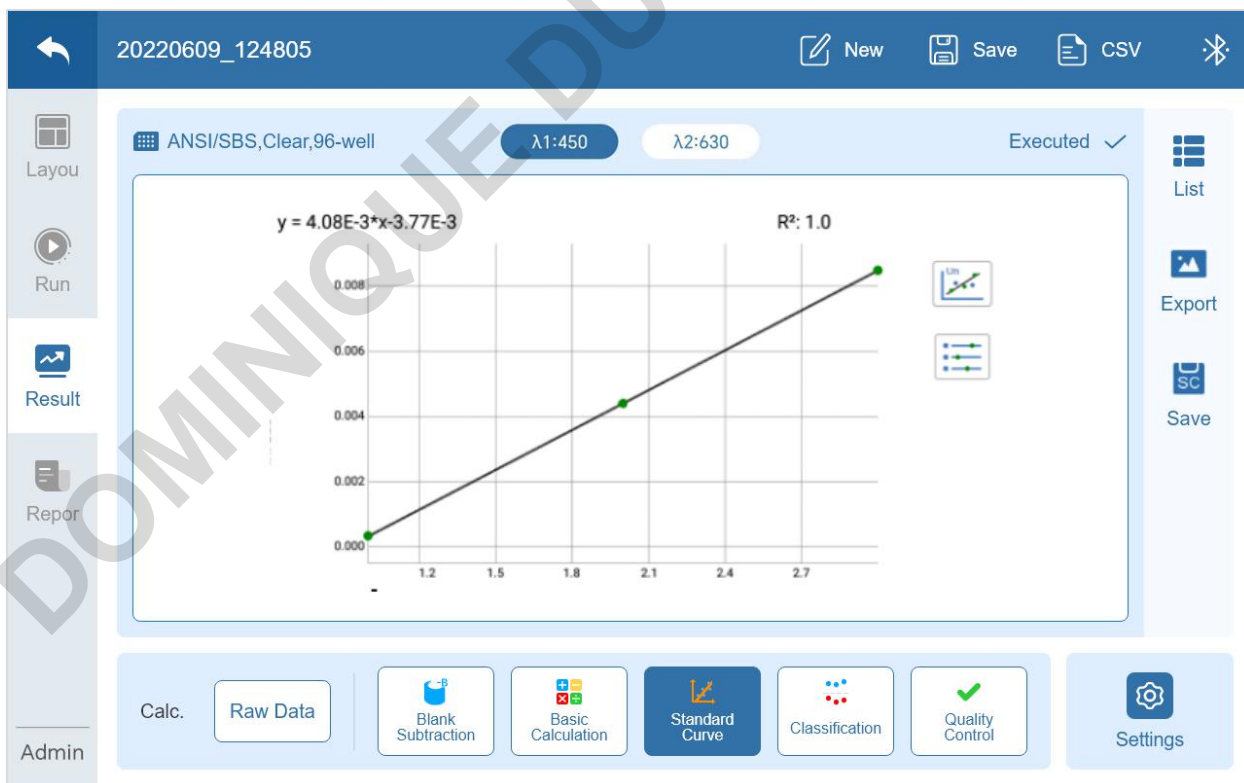 20220609_124805
New
Save
CSV
Layou
Run
Result
Repor
Admin
ANSI/SBS,Clear,96-well
λ1:450
λ2:630
Executed
y = 4.08E-3*x-3.77E-3
R²: 1.0
0.008
0.006
0.004
0.002
0.000
1.2 1.5 1.8 2.1 2.4 2.7
-
Un
List
Export
SC
Save
Calc.
Raw Data
-B
Blank
Subtraction
Basic
Calculation
Standard
Curve
Classification
Quality
Control
Settings
DOMINIQUE DU